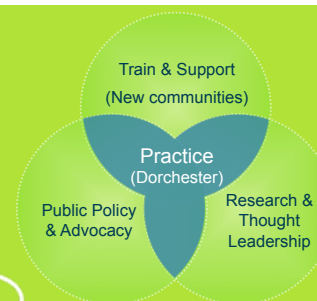 Train & Support
(New communities)
Practice
(Dorchester)
Public Policy
& Advocacy
Research &
Thought
Leadership